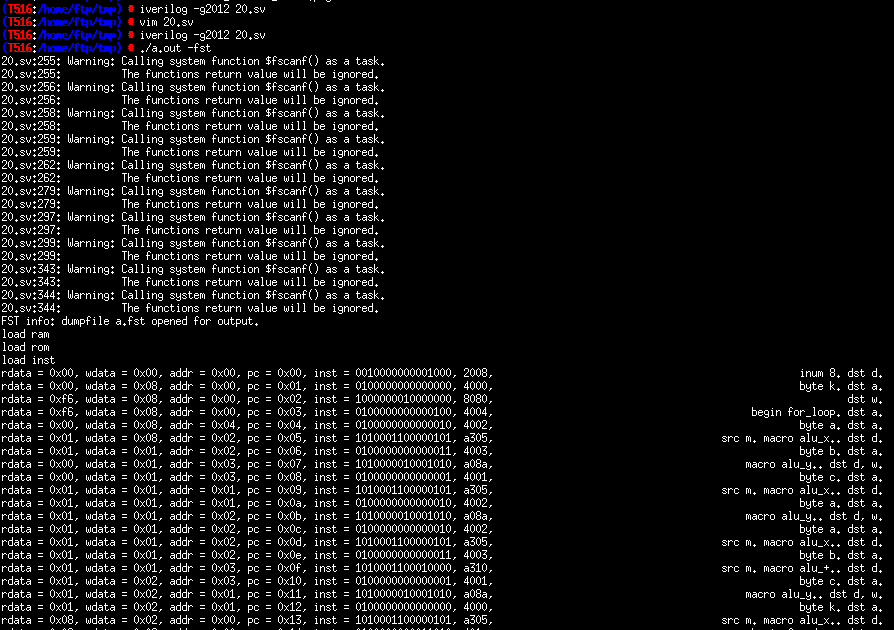 (T516:/home/ftp/tmp) # iverilog -g2012 20.sv
(T516:/home/ftp/tmp) # vim 20.sv
(T516:/home/ftp/tmp) # iverilog -g2012 20.sv
(T516:/home/ftp/tmp) # ./a.out -fst
20.sv:255: Warning: Calling system function $fscanf() as a task.
20.sv:255:          The functions return value will be ignored.
20.sv:256: Warning: Calling system function $fscanf() as a task.
20.sv:256:          The functions return value will be ignored.
20.sv:258: Warning: Calling system function $fscanf() as a task.
20.sv:258:          The functions return value will be ignored.
20.sv:259: Warning: Calling system function $fscanf() as a task.
20.sv:259:          The functions return value will be ignored.
20.sv:262: Warning: Calling system function $fscanf() as a task.
20.sv:262:          The functions return value will be ignored.
20.sv:279: Warning: Calling system function $fscanf() as a task.
20.sv:279:          The functions return value will be ignored.
20.sv:297: Warning: Calling system function $fscanf() as a task.
20.sv:297:          The functions return value will be ignored.
20.sv:299: Warning: Calling system function $fscanf() as a task.
20.sv:299:          The functions return value will be ignored.
20.sv:343: Warning: Calling system function $fscanf() as a task.
20.sv:343:          The functions return value will be ignored.
20.sv:344: Warning: Calling system function $fscanf() as a task.
20.sv:344:          The functions return value will be ignored.
FST info: dumpfile a.fst opened for output.
load ram
load rom
load inst
rdata = 0x00, wdata = 0x00, addr = 0x00, pc = 0x00, inst = 0010000000001000, 2008, inum 8. dst d.
rdata = 0x00, wdata = 0x08, addr = 0x00, pc = 0x01, inst = 0100000000000000, 4000, byte k. dst a.
rdata = 0xf6, wdata = 0x08, addr = 0x00, pc = 0x02, inst = 1000000010000000, 8080, dst w.
rdata = 0xf6, wdata = 0x08, addr = 0x00, pc = 0x03, inst = 0100000000000100, 4004, begin for_loop. dst a.
rdata = 0x00, wdata = 0x08, addr = 0x04, pc = 0x04, inst = 0100000000000010, 4002, byte a. dst a.
rdata = 0x01, wdata = 0x08, addr = 0x02, pc = 0x05, inst = 1010001100000101, a305, src m. macro alu_x.. dst d.
rdata = 0x01, wdata = 0x01, addr = 0x02, pc = 0x06, inst = 0100000000000011, 4003, byte b. dst a.
rdata = 0x00, wdata = 0x01, addr = 0x03, pc = 0x07, inst = 1010000010001010, a08a, macro alu_y.. dst d, w.
rdata = 0x01, wdata = 0x01, addr = 0x03, pc = 0x08, inst = 0100000000000001, 4001, byte c. dst a.
rdata = 0x01, wdata = 0x01, addr = 0x01, pc = 0x09, inst = 1010001100000101, a305, src m. macro alu_x.. dst d.
rdata = 0x01, wdata = 0x01, addr = 0x01, pc = 0x0a, inst = 0100000000000010, 4002, byte a. dst a.
rdata = 0x01, wdata = 0x01, addr = 0x02, pc = 0x0b, inst = 1010000010001010, a08a, macro alu_y.. dst d, w.
rdata = 0x01, wdata = 0x01, addr = 0x02, pc = 0x0c, inst = 0100000000000010, 4002, byte a. dst a.
rdata = 0x01, wdata = 0x01, addr = 0x02, pc = 0x0d, inst = 1010001100000101, a305, src m. macro alu_x.. dst d.
rdata = 0x01, wdata = 0x01, addr = 0x02, pc = 0x0e, inst = 0100000000000011, 4003, byte b. dst a.
rdata = 0x01, wdata = 0x01, addr = 0x03, pc = 0x0f, inst = 1010001100010000, a310, src m. macro alu_+.. dst d.
rdata = 0x01, wdata = 0x02, addr = 0x03, pc = 0x10, inst = 0100000000000001, 4001, byte c. dst a.
rdata = 0x01, wdata = 0x02, addr = 0x01, pc = 0x11, inst = 1010000010001010, a08a, macro alu_y.. dst d, w.
rdata = 0x01, wdata = 0x02, addr = 0x01, pc = 0x12, inst = 0100000000000000, 4000, byte k. dst a.
rdata = 0x08, wdata = 0x02, addr = 0x00, pc = 0x13, inst = 1010001100000101, a305, src m. macro alu_x.. dst d.